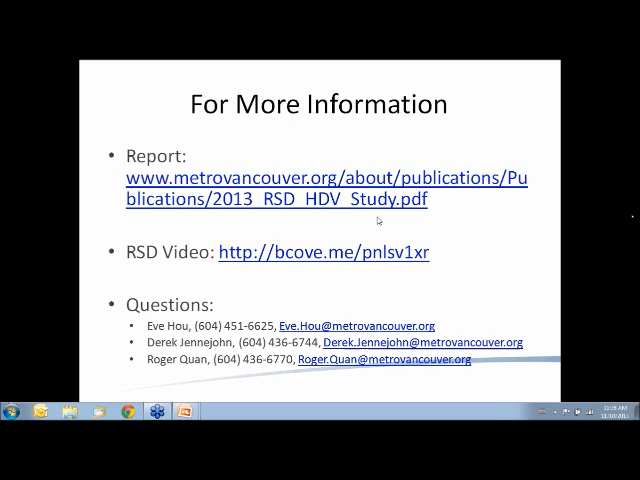 For More Information
• Report:
www.metrovancouver.org/about/publications/Pu
blications/2013_RSD_HDV_Study.pdf
• RSD Video: http://bcove.me/pnlsv1xr
• Questions:
• Eve Hou, (604) 451-6625, Eve.Hou@metrovancouver.org
• Derek Jennejohn, (604) 436-6744, Derek.Jennejohn@metrovancouver.org
• Roger Quan, (604) 436-6770, Roger.Quan@metrovancouver.org